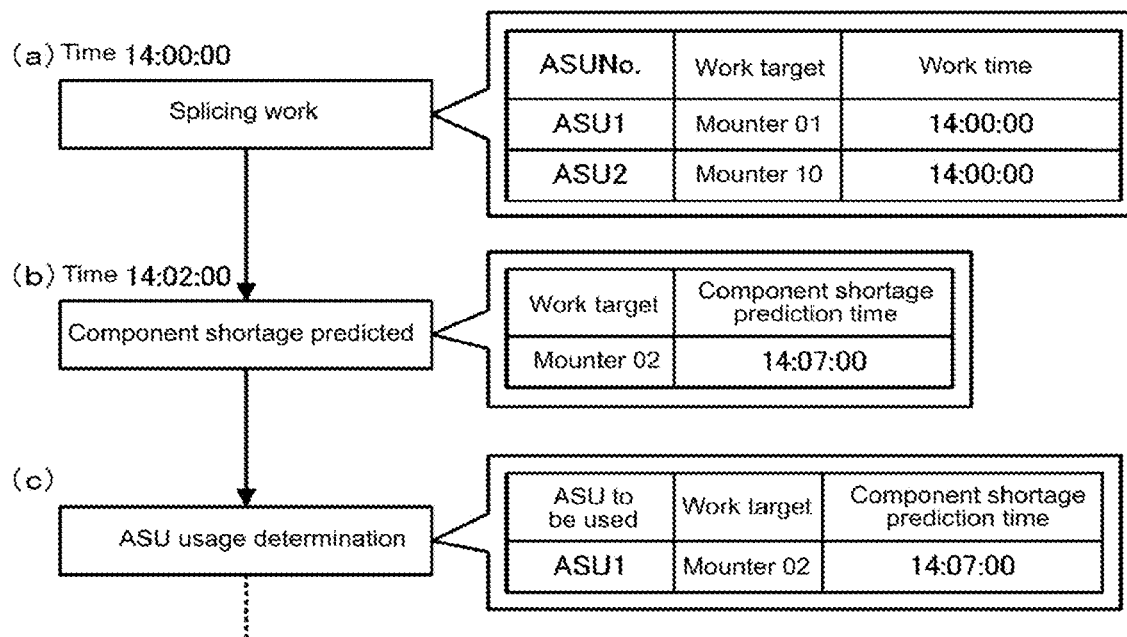 (a) Time 14:00:00
Splicing work
ASUNo. Work target Work time
ASU1 Mounter 01 14:00:00
ASU2 Mounter 10 14:00:00
(b) Time 14:02:00
Component shortage predicted
Work target Component shortage
prediction time
Mounter 02 14:07:00
(c)
ASU usage determination
ASU to
be used Work target Component shortage
prediction time
ASU1 Mounter 02 14:07:00